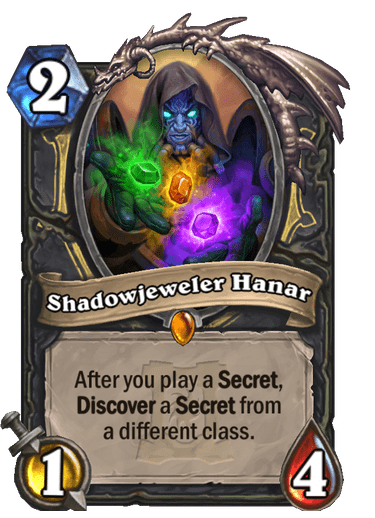 2
Shadowjeweler Hanar
After you play a Secret,
Discover a Secret from
a different class.
1
4